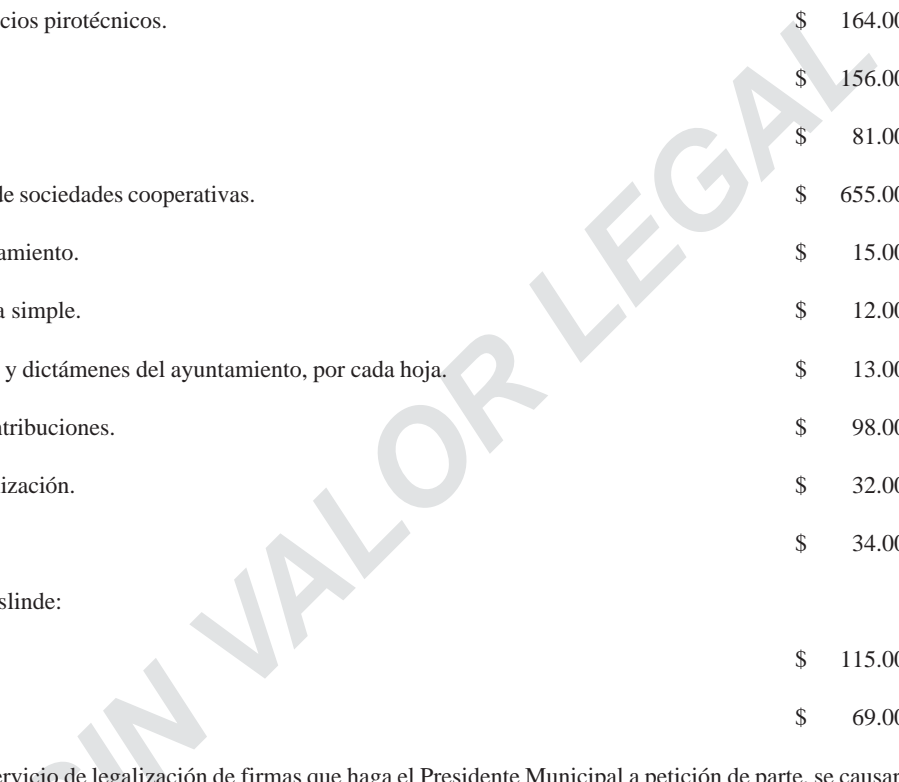 cios pirotécnicos. $ 164.00
$ 156.00
$ 81.00
de sociedades cooperativas. $ 655.00
amiento. $ 15.00
a simple. $ 12.00
y dictámenes del ayuntamiento, por cada hoja. $ 13.00
ntribuciones. $ 98.00
ización. $ 32.00
$ 34.00
slinde:
$ 115.00
$ 69.00
ervicio de legalización de firmas que haga el Presidente Municipal a petición de parte, se causar
SIN VALOR LEGAL